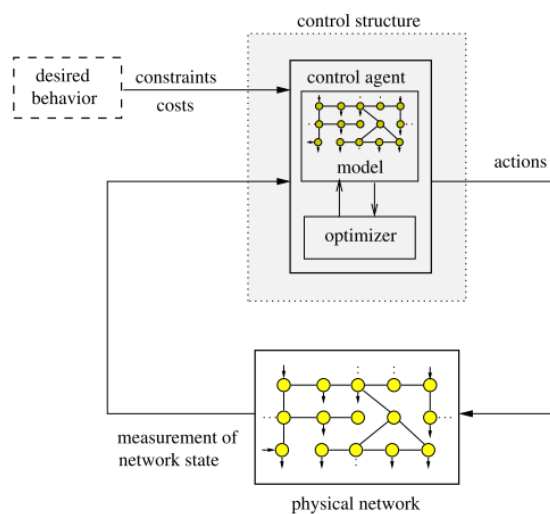 control structure
desired
behavior
constraints
costs
control agent
model
optimizer
actions
measurement of
network state
physical network